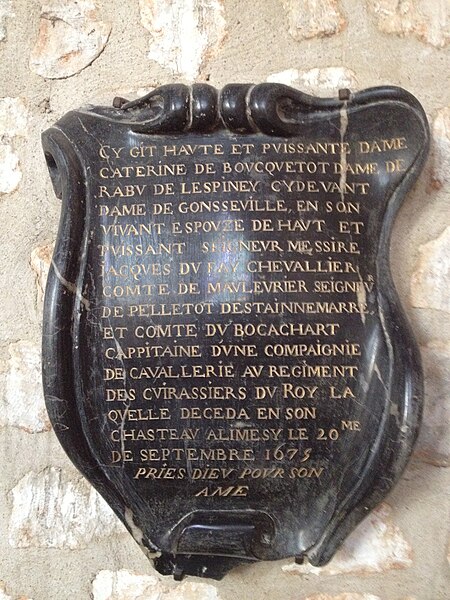 CY GIT HAVTE ET PVISSANTE DAME
CATERINE DE BOVCQVETOT DAME DE
RABV DE LESPINEY CYDEVANT
DAME DE GONSSEVILLE, EN SON
VIVANT ESPOVZE DE HAVT ET
PVISSANT SEIGNEVR MESSIRE
JACQVES DV FAY CHEVALLIER
COMTE DE MAVLEVRIER SEIGNEVR
DE PELLETOT DESTAINNEMARRE
ET COMTE DV BOCACHART
CAPPITAINE DVNE COMPAIGNIE
DE CAVALLERIE AV REGIMENT
DES CVIRASSIERS DV ROY LA
QVELLE DECEDA EN SON
CHASTEAV ALIMESY LE 20ME
DE SEPTEMBRE 1675
PRIES DIEV POVR SON
AME